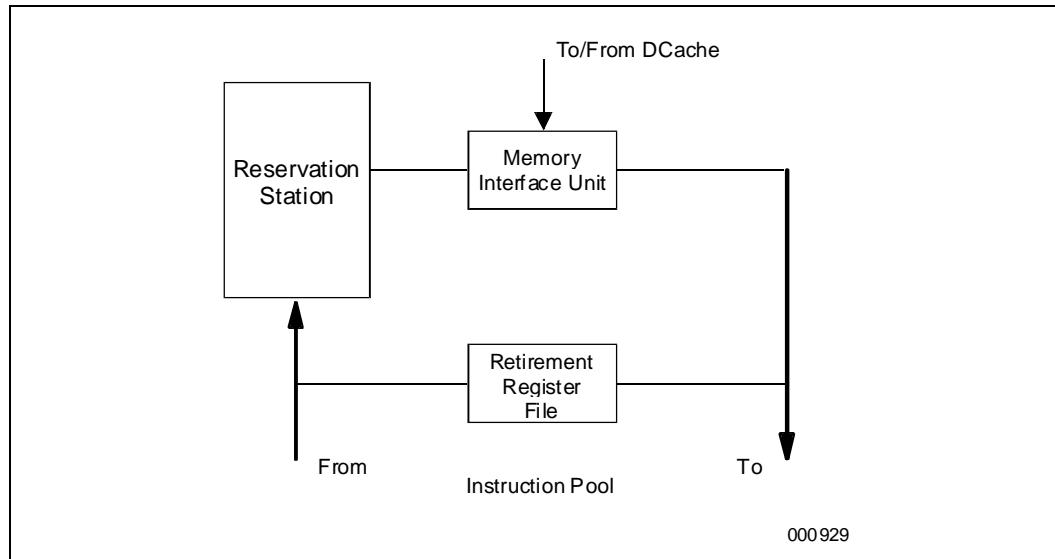 To/From DCache
Reservation
Station
Memory
Interface Unit
Retirement
Register
File
From
To
Instruction Pool
000929